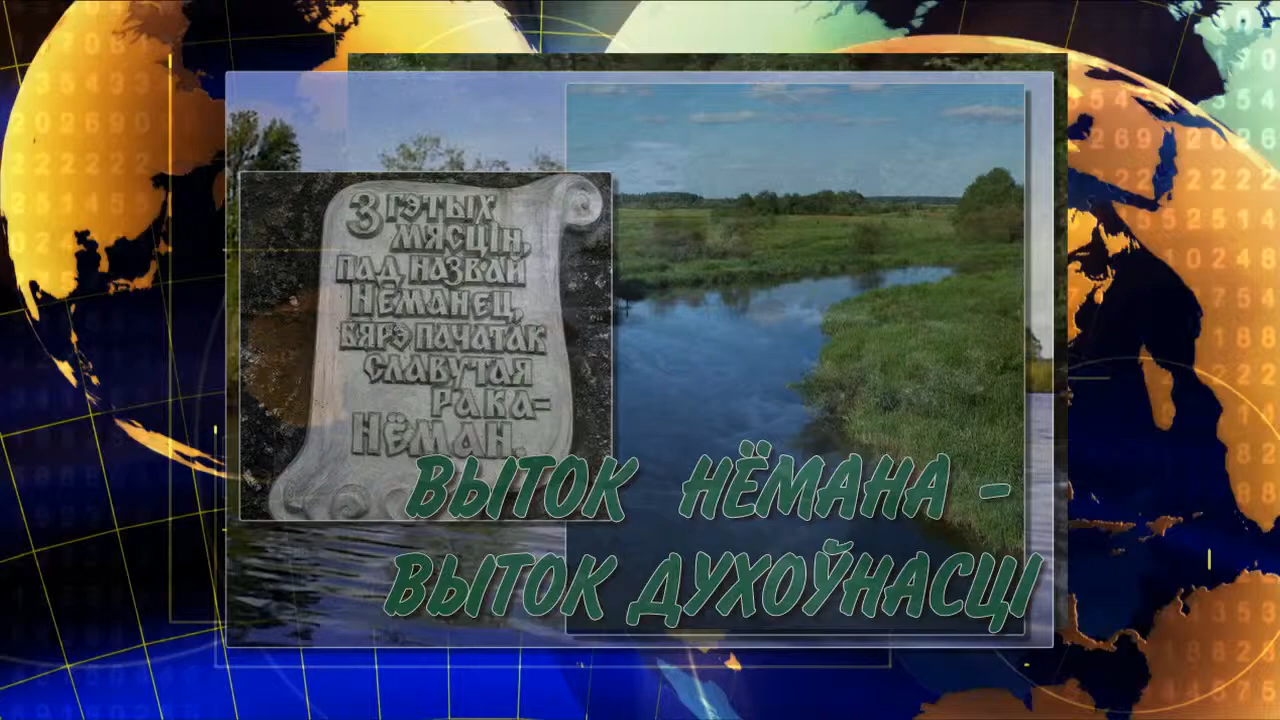 З ГЭТЫХ
МЯСЦІН,
ПАД НАЗВАЙ
НЁМАНЕЦ,
БЯРЭ ПАЧАТАК
СЛАВУТАЯ
РАКА-
НЁМАН.
ВЫТОК НЁМАНА -
ВЫТОК ДУХОЎНАСЦІ